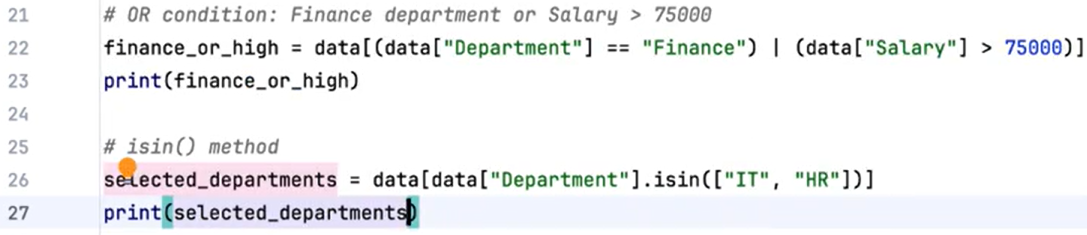 21 # OR condition: Finance department or Salary > 75000
22 finance_or_high = data[(data["Department"] == "Finance") | (data["Salary"] > 75000)]
23 print(finance_or_high)
24
25 # isin() method
26 selected_departments = data[data["Department"].isin(["IT", "HR"])]
27 print(selected_departments)